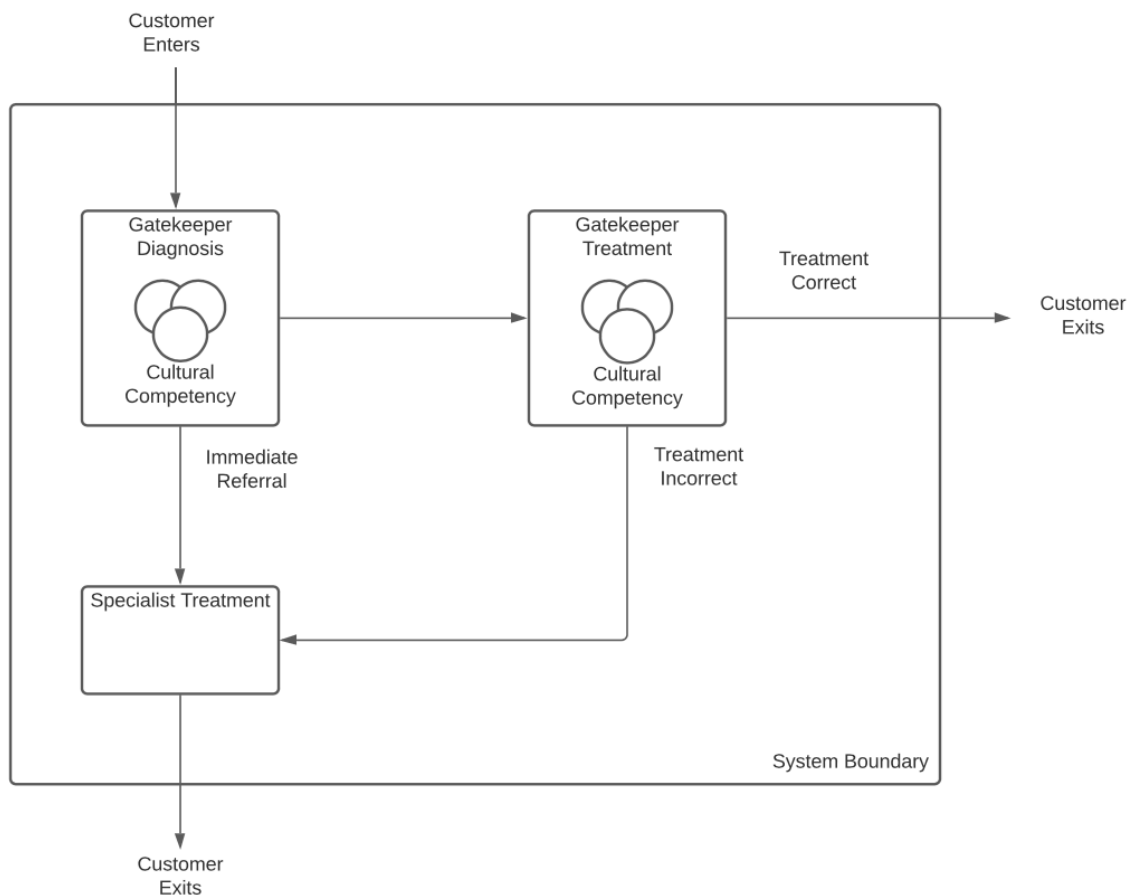 Customer
Enters
Gatekeeper
Diagnosis
Cultural
Competency
Gatekeeper
Treatment
Cultural
Competency
Treatment
Correct
Customer
Exits
Immediate
Referral
Treatment
Incorrect
Specialist Treatment
System Boundary
Customer
Exits